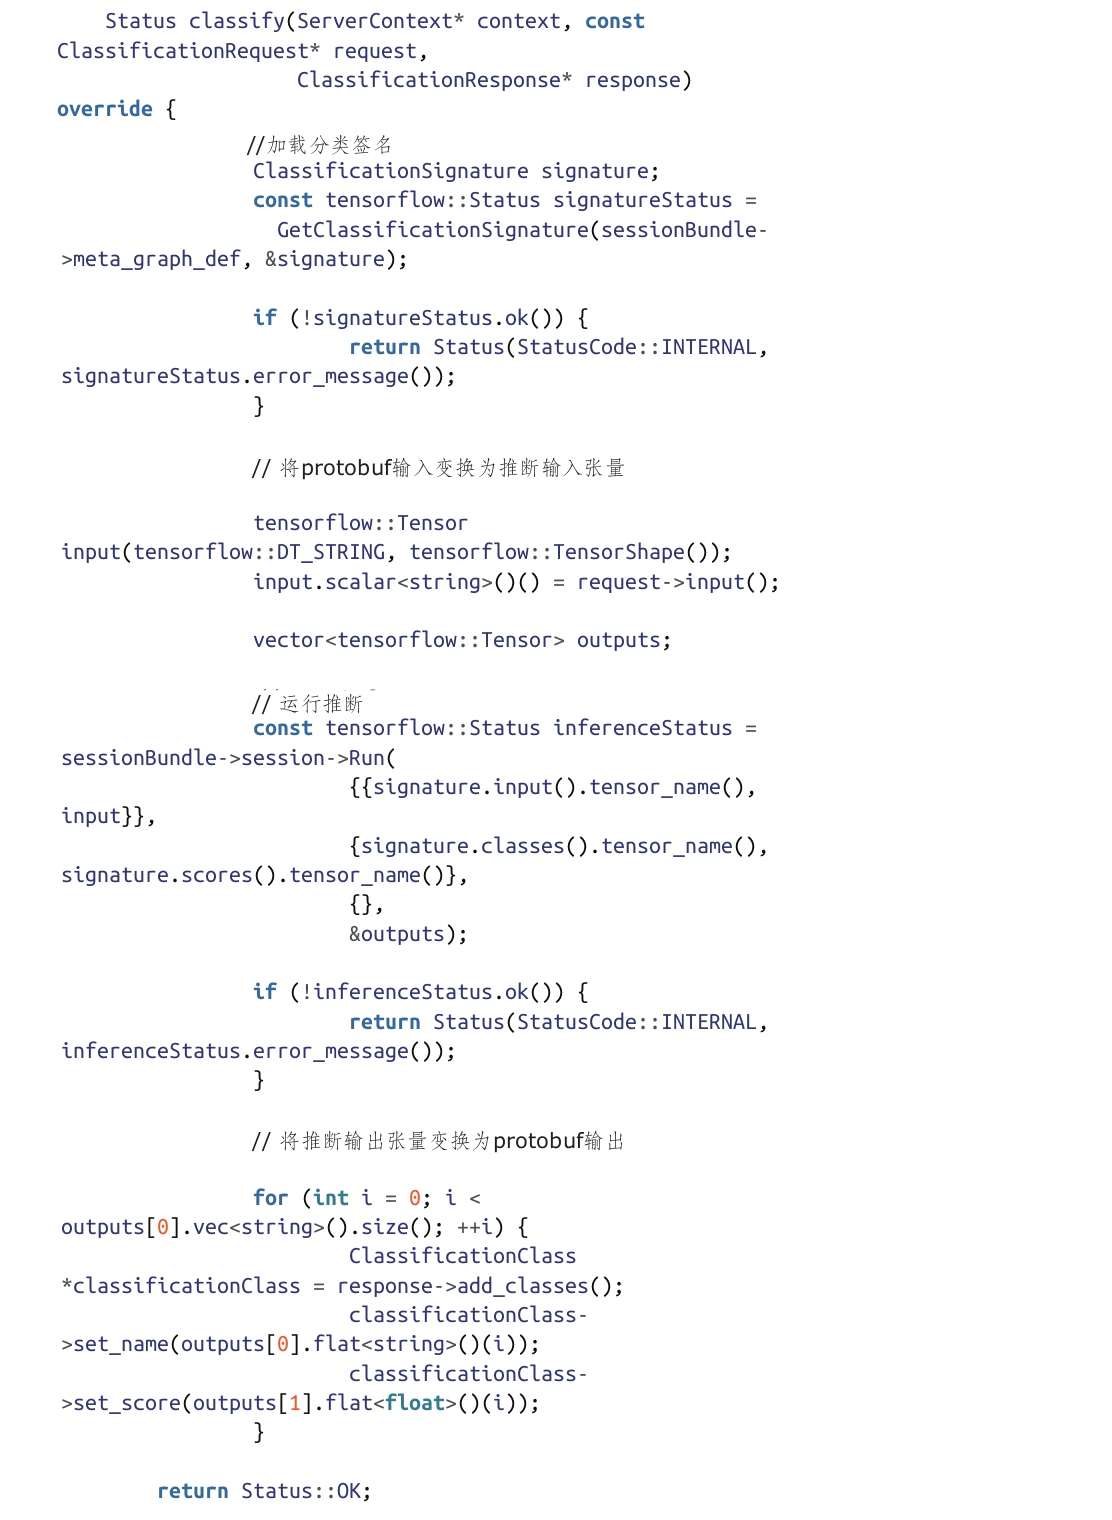 Status classify(ServerContext* context, const
ClassificationRequest* request,
ClassificationResponse* response)
override {
//加载分类签名
ClassificationSignature signature;
const tensorflow::Status signatureStatus =
GetClassificationSignature(sessionBundle-
>meta_graph_def, &signature);
if (!signatureStatus.ok()) {
return Status(StatusCode::INTERNAL,
signatureStatus.error_message());
}
// 将protobuf输入变换为推断输入张量
tensorflow::Tensor
input(tensorflow::DT_STRING, tensorflow::TensorShape());
input.scalar<string>()() = request->input();
vector<tensorflow::Tensor> outputs;
// 运行推断
const tensorflow::Status inferenceStatus =
sessionBundle->session->Run(
{{signature.input().tensor_name(),
input}},
{signature.classes().tensor_name(),
signature.scores().tensor_name()},
{},
&outputs);
if (!inferenceStatus.ok()) {
return Status(StatusCode::INTERNAL,
inferenceStatus.error_message());
}
// 将推断输出张量变换为protobuf输出
for (int i = 0; i <
outputs[0].vec<string>().size(); ++i) {
ClassificationClass
*classificationClass = response->add_classes();
classificationClass-
>set_name(outputs[0].flat<string>()(i));
classificationClass-
>set_score(outputs[1].flat<float>()(i));
}
return Status::OK;